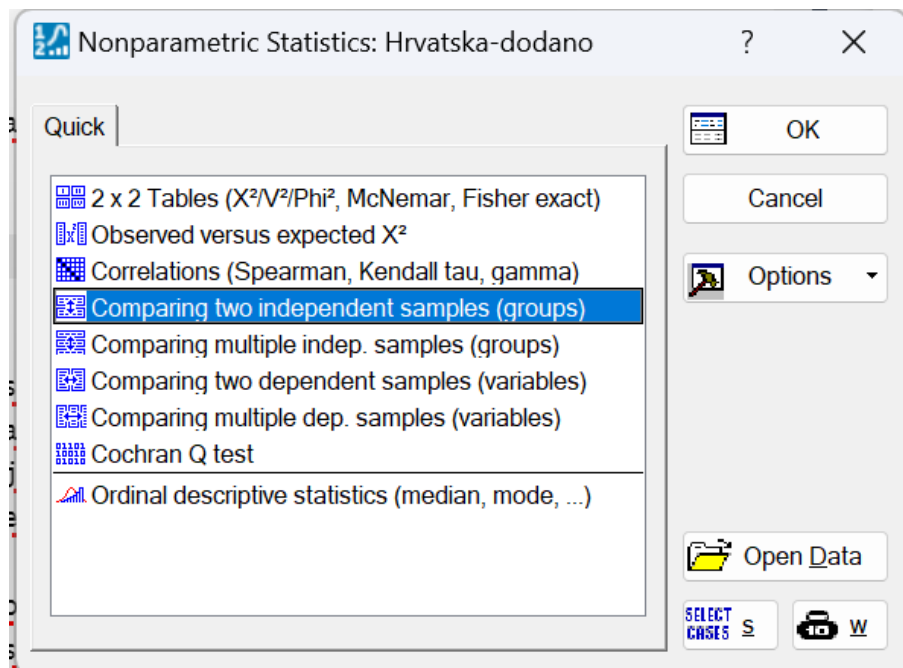 Nonparametric Statistics: Hrvatska-dodano ? X
Quick
2 x 2 Tables (X²/V²/Phi², McNemar, Fisher exact)
Observed versus expected X²
Correlations (Spearman, Kendall tau, gamma)
Comparing two independent samples (groups)
Comparing multiple indep. samples (groups)
Comparing two dependent samples (variables)
Comparing multiple dep. samples (variables)
Cochran Q test
Ordinal descriptive statistics (median, mode, ...)
OK
Cancel
Options
Open Data
SELECT CASES S
W